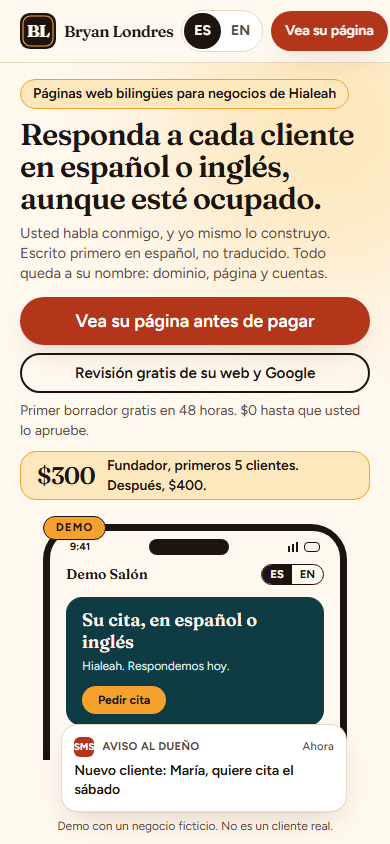 BL Bryan Londres ES EN Vea su página
Páginas web bilingües para negocios de Hialeah
Responda a cada cliente
en español o inglés,
aunque esté ocupado.
Usted habla conmigo, y yo mismo lo construyo.
Escrito primero en español, no traducido. Todo
queda a su nombre: dominio, página y cuentas.
Vea su página antes de pagar
Revisión gratis de su web y Google
Primer borrador gratis en 48 horas. $0 hasta que usted
lo apruebe.
$300 Fundador, primeros 5 clientes.
Después, $400.
DEMO
9:41
Demo Salón ES EN
Su cita, en español o
inglés
Hialeah. Respondemos hoy.
Pedir cita
SMS AVISO AL DUEÑO Ahora
Nuevo cliente: María, quiere cita el
sábado
Demo con un negocio ficticio. No es un cliente real.